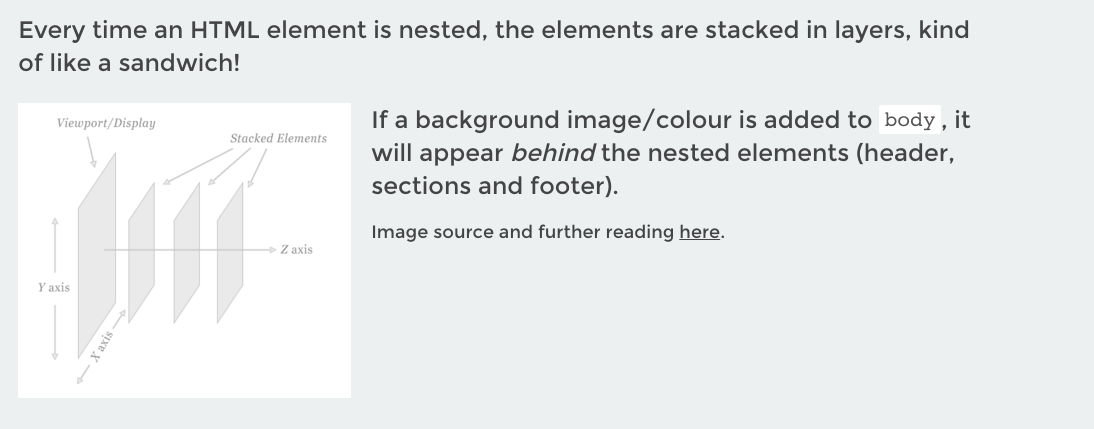 Every time an HTML element is nested, the elements are stacked in layers, kind
of like a sandwich!
Viewport/Display
Stacked Elements
Z axis
Y axis
X axis
If a background image/colour is added to body, it
will appear behind the nested elements (header,
sections and footer).
Image source and further reading here.